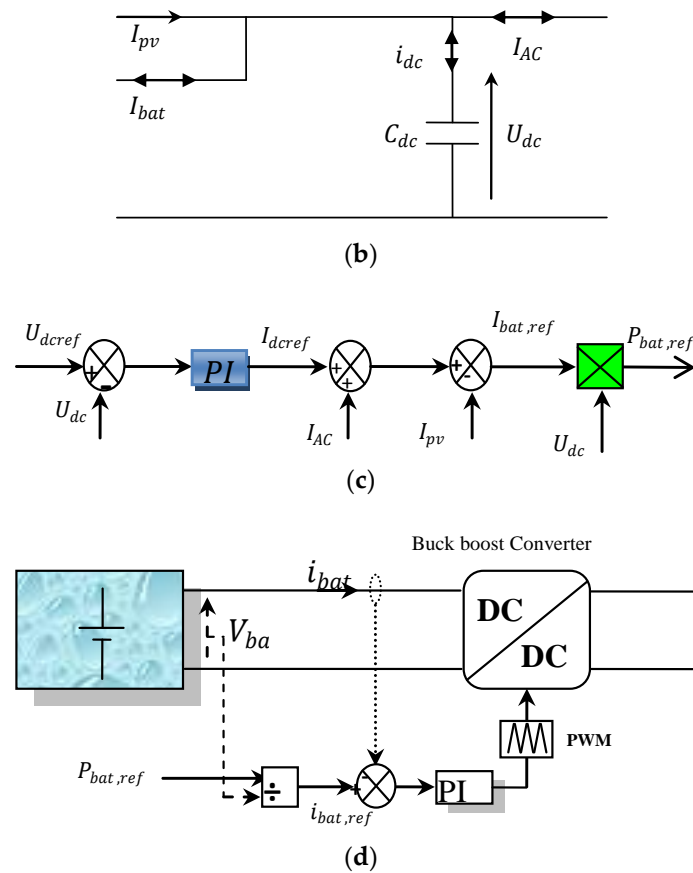 I_pv
I_AC
i_dc
I_bat
C_dc
U_dc
(b)
U_dcref
I_dcref
I_bat,ref
P_bat,ref
+
-
PI
+
+
+
-
U_dc
I_AC
I_pv
U_dc
(c)
Buck boost Converter
i_bat
DC
DC
V_ba
PWM
P_bat,ref
÷
-
+
PI
i_bat,ref
(d)